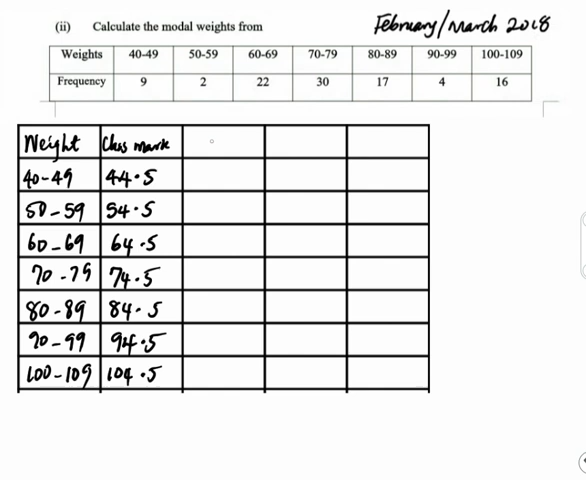 (ii) Calculate the modal weights from February/March 2018
Weights 40-49 50-59 60-69 70-79 80-89 90-99 100-109
Frequency 9 2 22 30 17 4 16
Weight Class mark
40-49 44.5
50-59 54.5
60-69 64.5
70-79 74.5
80-89 84.5
90-99 94.5
100-109 104.5